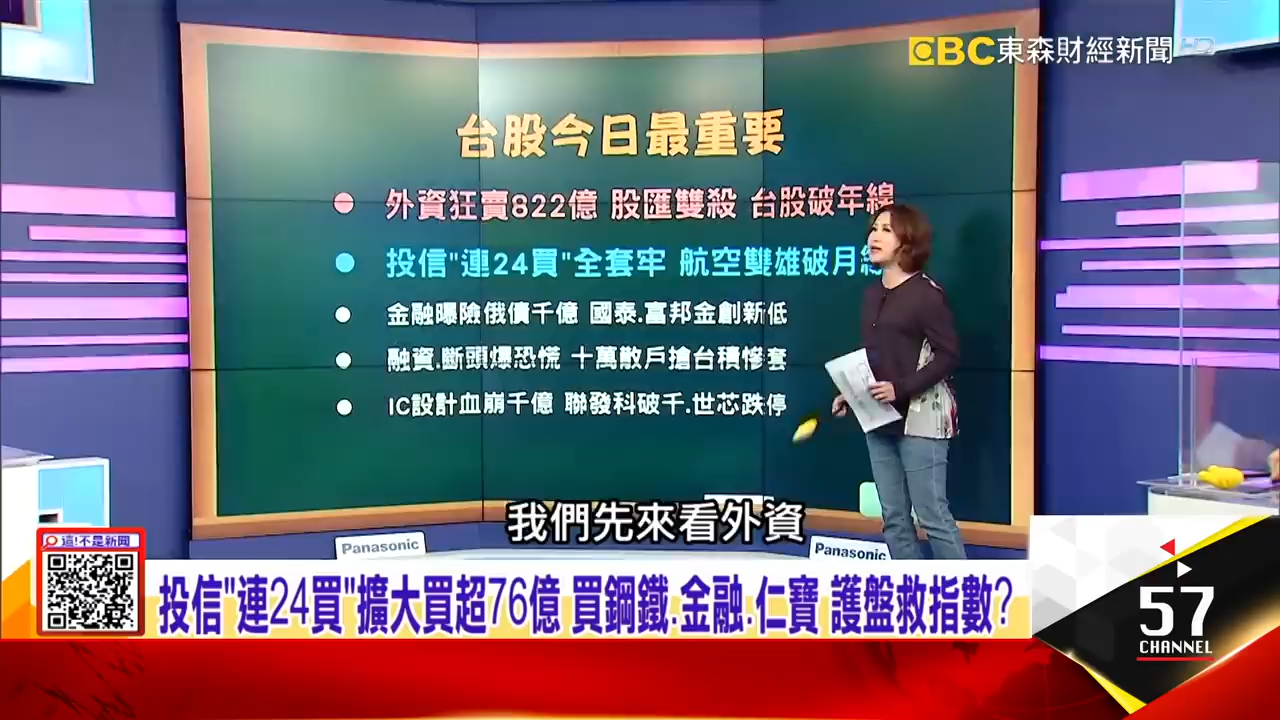 EBC東森財經新聞HD
台股今日最重要
外資狂賣822億 股匯雙殺 台股破年線
投信"連24買"全套牢 航空雙雄破月線
金融曝險俄債千億 國泰.富邦金創新低
融資.斷頭爆恐慌 十萬散戶搶台積慘套
IC設計血崩千億 聯發科破千.世芯跌停
我們先來看外資
Panasonic
Panasonic
這!不是新聞
投信"連24買"擴大買超76億 買鋼鐵.金融.仁寶 護盤救指數?
57
CHANNEL